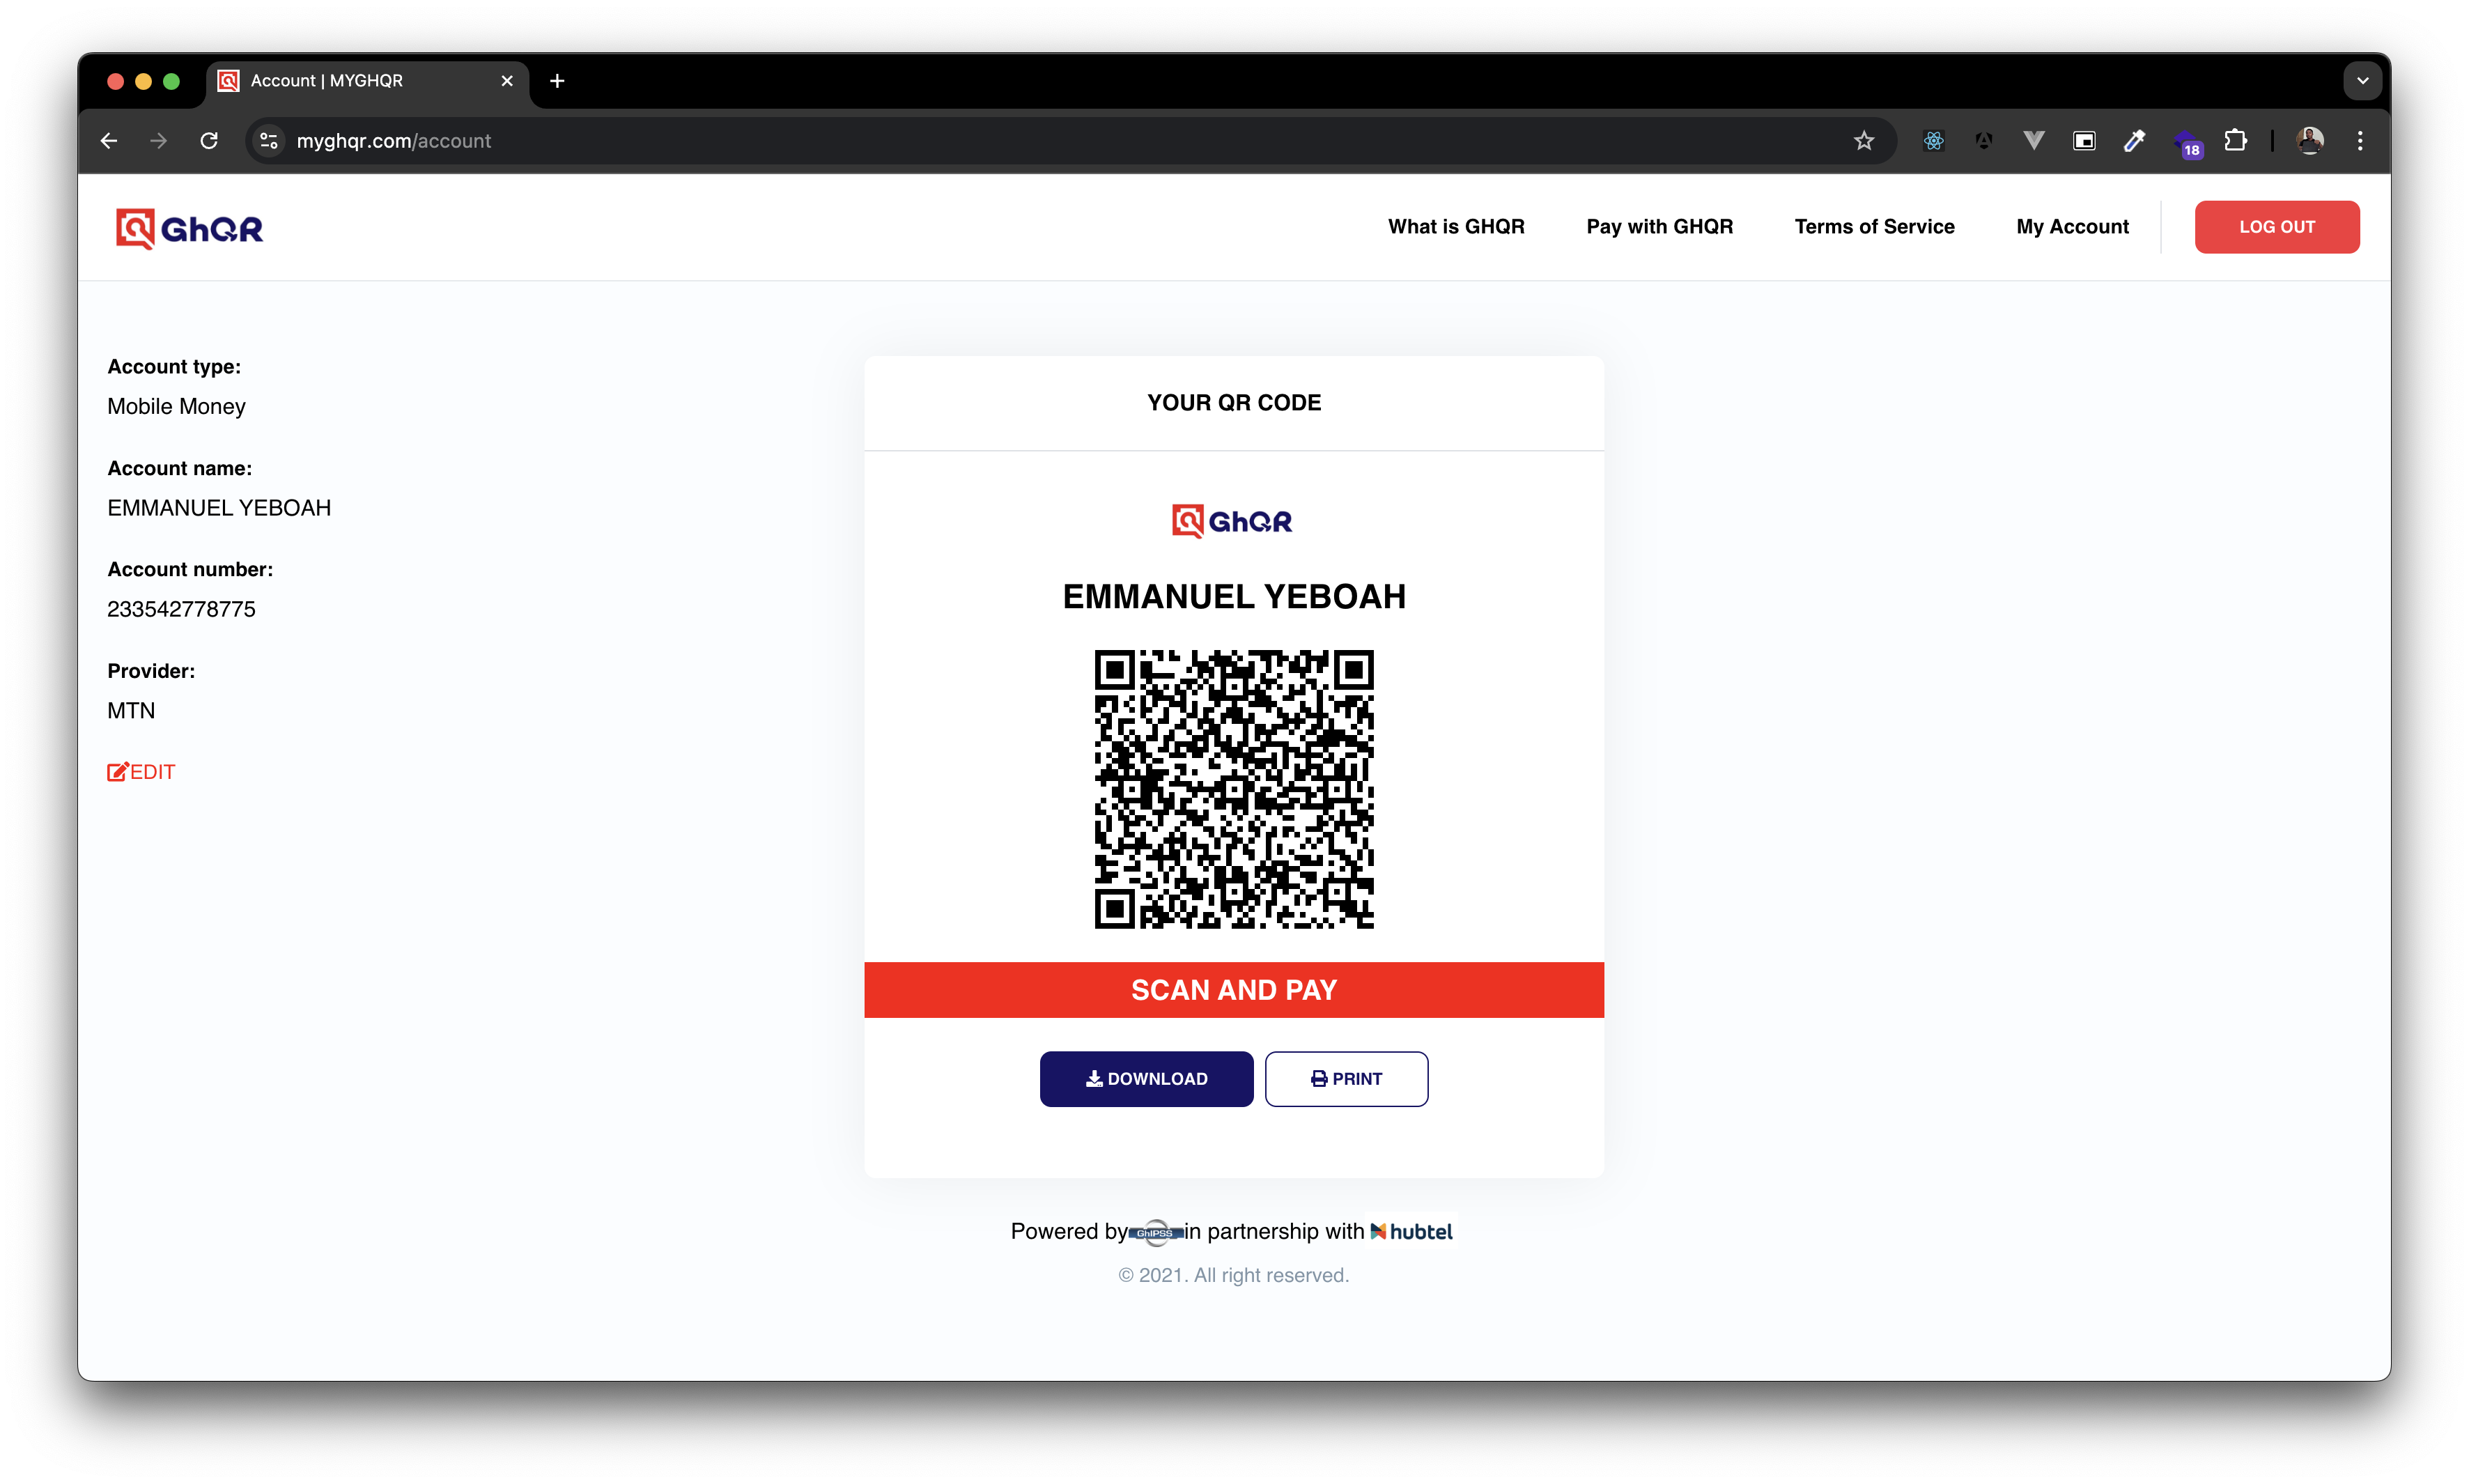 Account | MYGHQR
myghqr.com/account
18
GhQR
What is GHQR
Pay with GHQR
Terms of Service
My Account
LOG OUT
Account type:
Mobile Money
Account name:
EMMANUEL YEBOAH
Account number:
233542778775
Provider:
MTN
EDIT
YOUR QR CODE
GhQR
EMMANUEL YEBOAH
SCAN AND PAY
DOWNLOAD
PRINT
Powered by GhIPSS in partnership with hubtel
© 2021. All right reserved.